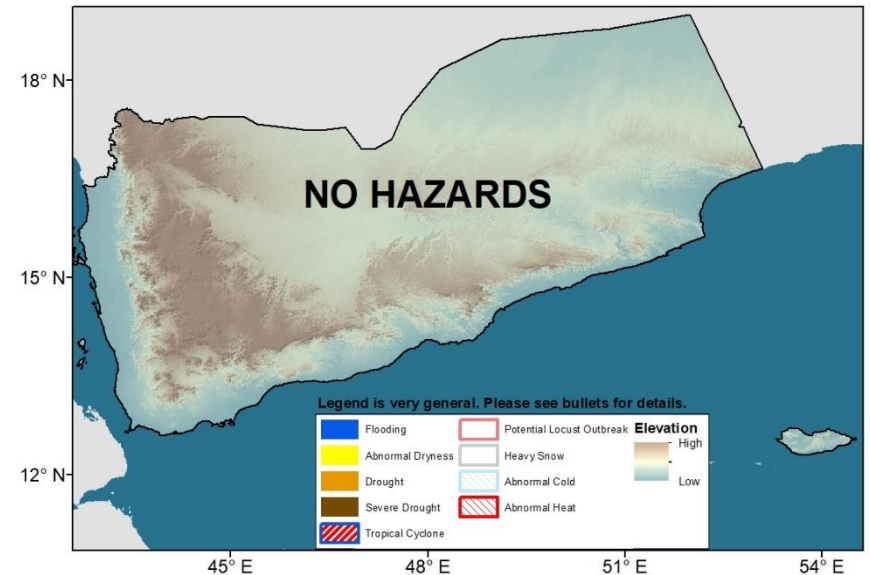 18° N
NO HAZARDS
15° N
Legend is very general. Please see bullets for details.
Flooding
Potential Locust Outbreak
Elevation
High
Abnormal Dryness
Heavy Snow
Low
12° N
Drought
Abnormal Cold
Severe Drought
Abnormal Heat
Tropical Cyclone
45° E
48° E
51° E
54° E